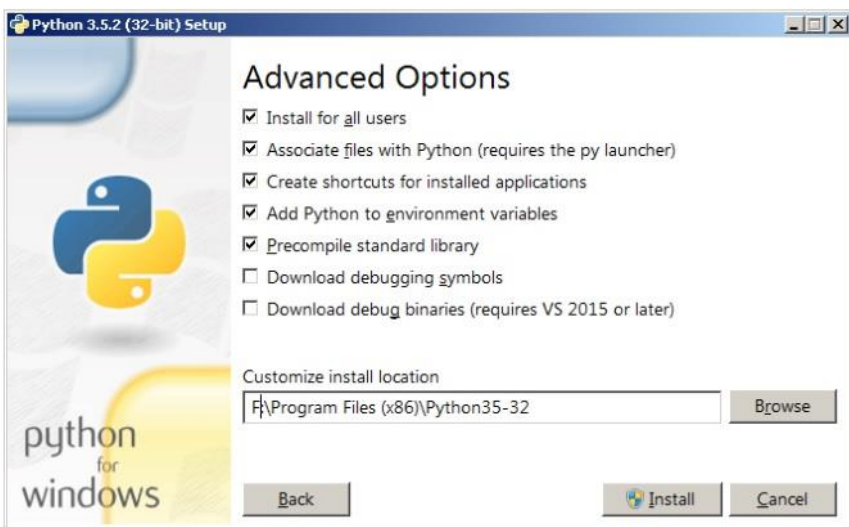 Python 3.5.2 (32-bit) Setup
Advanced Options
Install for all users
Associate files with Python (requires the py launcher)
Create shortcuts for installed applications
Add Python to environment variables
Precompile standard library
Download debugging symbols
Download debug binaries (requires VS 2015 or later)
Customize install location
F:\Program Files (x86)\Python35-32
Browse
python
for
windows
Back
Install
Cancel